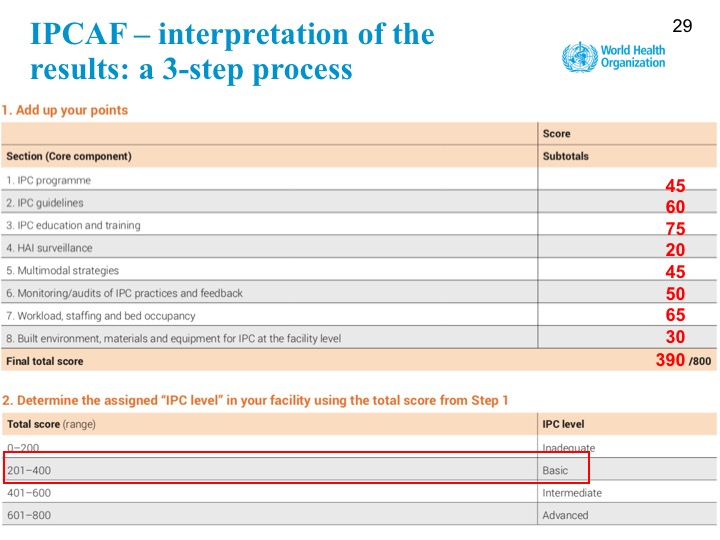 IPCAF – interpretation of the
results: a 3-step process
29
World Health
Organization
1. Add up your points
Score
Section (Core component) Subtotals
1. IPC programme 45
2. IPC guidelines 60
3. IPC education and training 75
4. HAI surveillance 20
5. Multimodal strategies 45
6. Monitoring/audits of IPC practices and feedback 50
7. Workload, staffing and bed occupancy 65
8. Built environment, materials and equipment for IPC at the facility level 30
Final total score 390 /800
2. Determine the assigned “IPC level” in your facility using the total score from Step 1
Total score (range) IPC level
0–200 Inadequate
201–400 Basic
401–600 Intermediate
601–800 Advanced